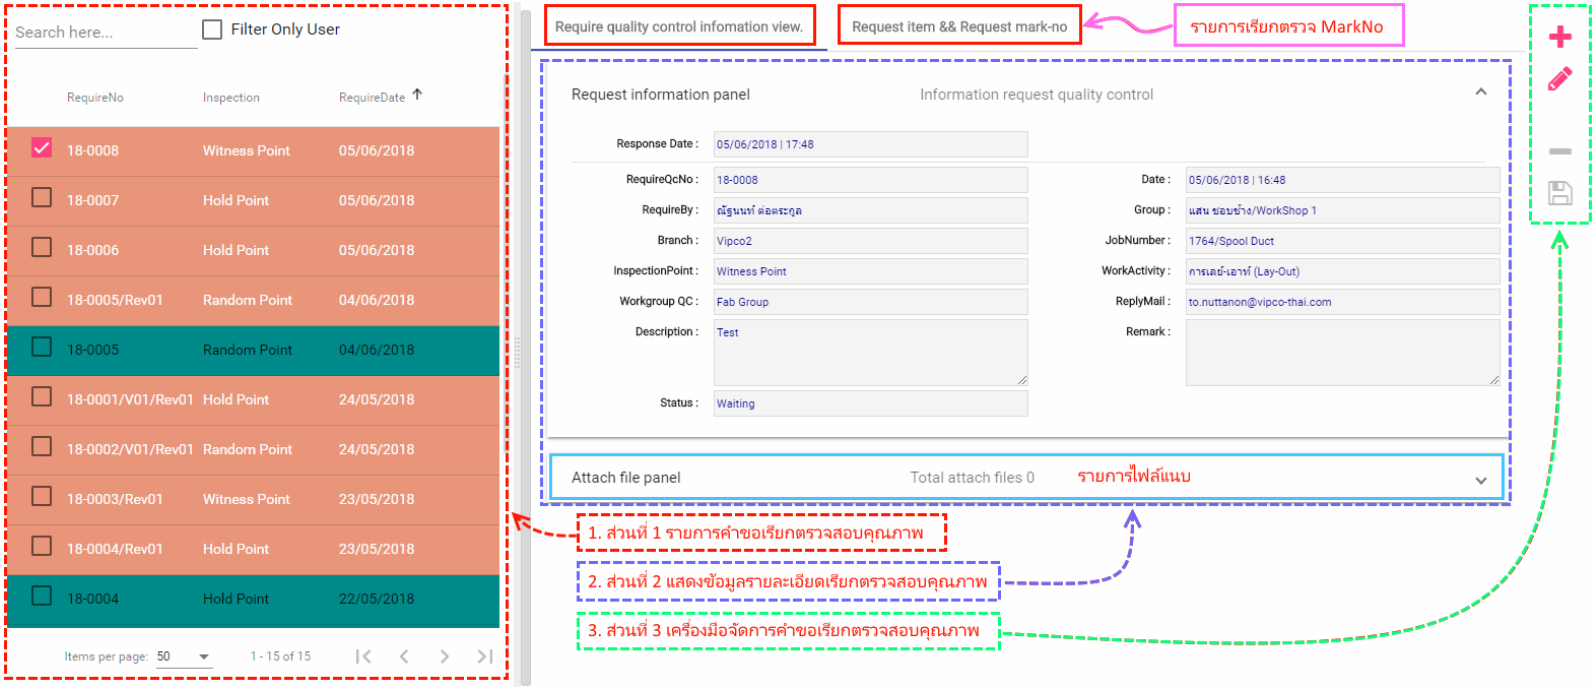 Search here...
Filter Only User
RequireNo Inspection RequireDate
18-0008 Witness Point 05/06/2018
18-0007 Hold Point 05/06/2018
18-0006 Hold Point 05/06/2018
18-0005/Rev01 Random Point 04/06/2018
18-0005 Random Point 04/06/2018
18-0001/V01/Rev01 Hold Point 24/05/2018
18-0002/V01/Rev01 Random Point 24/05/2018
18-0003/Rev01 Witness Point 23/05/2018
18-0004/Rev01 Hold Point 23/05/2018
18-0004 Hold Point 22/05/2018
Items per page: 50 1 - 15 of 15
Require quality control infomation view.
Request item && Request mark-no
รายการเรียกตรวจ MarkNo
Request information panel Information request quality control
Response Date : 05/06/2018 | 17:48
RequireQcNo : 18-0008 Date : 05/06/2018 | 16:48
RequireBy : ณัฐนนท์ ต่อตระกูล Group : แสน ชอบช้าง/WorkShop 1
Branch : Vipco2 JobNumber : 1764/Spool Duct
InspectionPoint : Witness Point WorkActivity : การเลย์-เอาท์ (Lay-Out)
Workgroup QC : Fab Group ReplyMail : to.nuttanon@vipco-thai.com
Description : Test Remark :
Status : Waiting
Attach file panel Total attach files 0 รายการไฟล์แนบ
1. ส่วนที่ 1 รายการคำขอเรียกตรวจสอบคุณภาพ
2. ส่วนที่ 2 แสดงข้อมูลรายละเอียดเรียกตรวจสอบคุณภาพ
3. ส่วนที่ 3 เครื่องมือจัดการคำขอเรียกตรวจสอบคุณภาพ